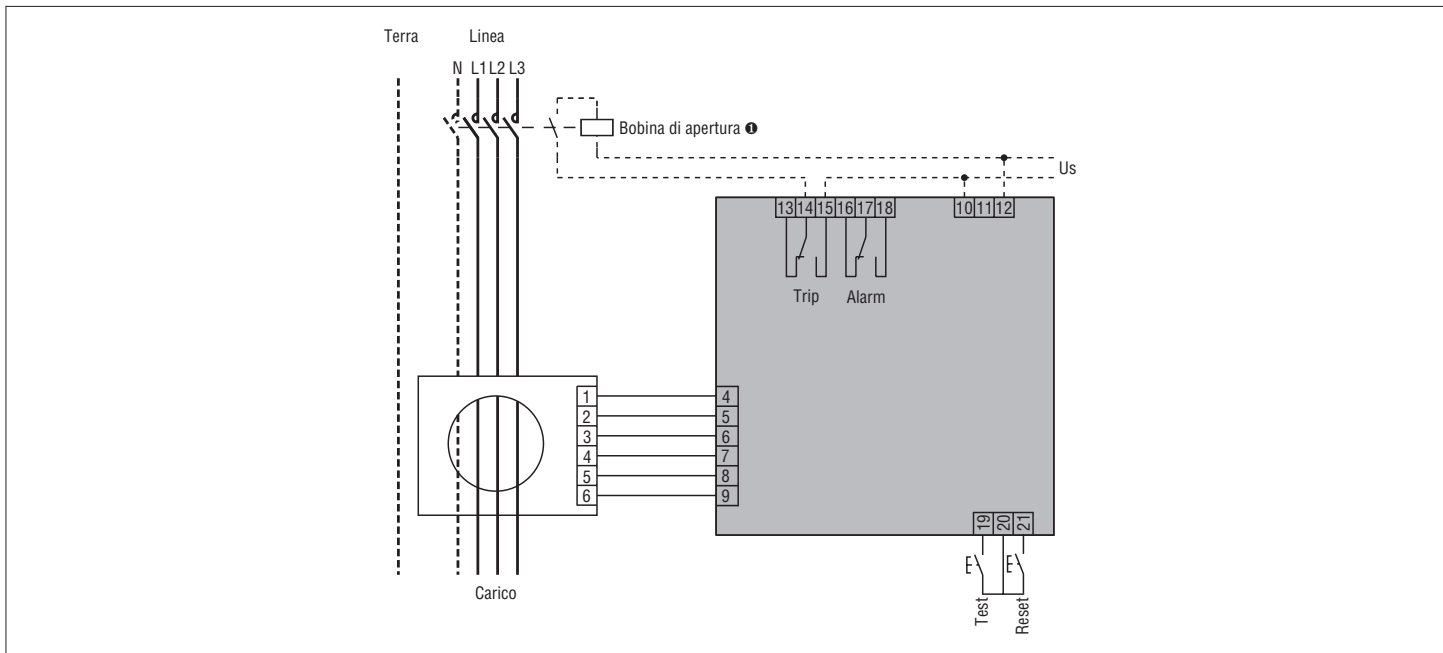 Terra Linea
N L1 L2 L3
Bobina di apertura ❶
Us
13 14 15 16 17 18 10 11 12
Trip Alarm
1 4
2 5
3 6
4 7
5 8
6 9
19 20 21
Carico
Test Reset